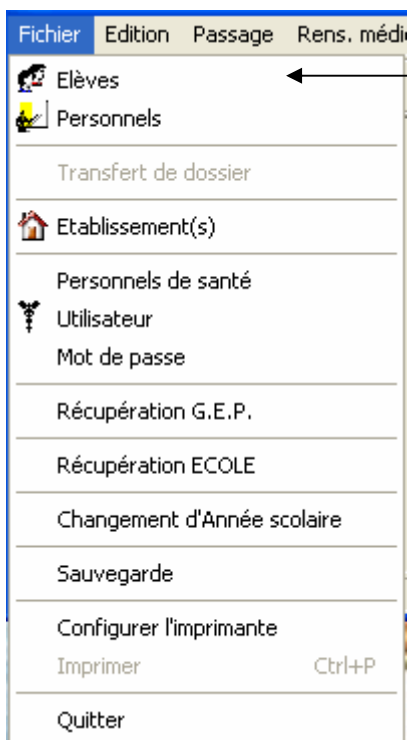 Fichier Edition Passage Rens. médi
Elèves
Personnels
Transfert de dossier
Etablissement(s)
Personnels de santé
Utilisateur
Mot de passe
Récupération G.E.P.
Récupération ECOLE
Changement d'Année scolaire
Sauvegarde
Configurer l'imprimante
Imprimer Ctrl+P
Quitter